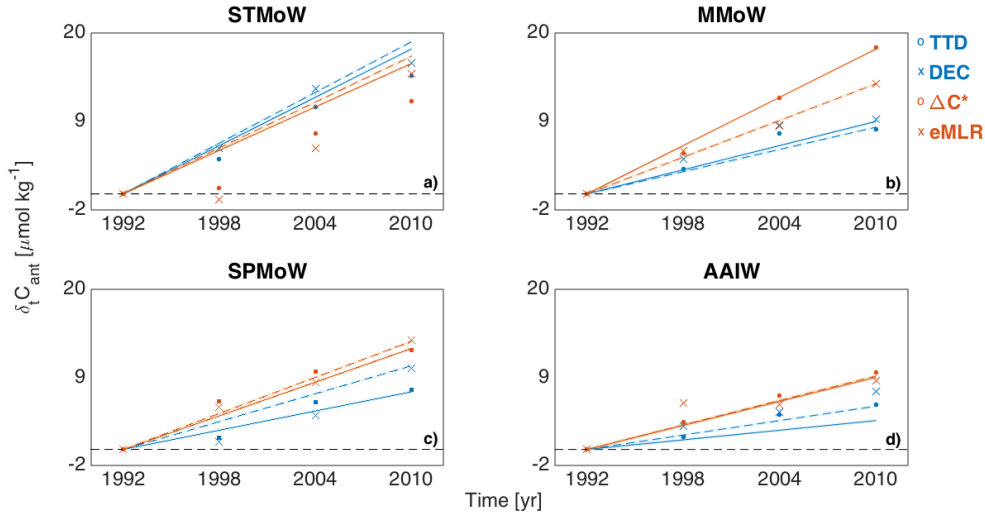 STMoW
20
9
-2
a)
1992 1998 2004 2010
MMoW
20
9
-2
b)
1992 1998 2004 2010
o TTD
x DEC
o ΔC*
x eMLR
δtCant [μmol kg⁻¹]
SPMoW
20
9
-2
c)
1992 1998 2004 2010
AAIW
20
9
-2
d)
1992 1998 2004 2010
Time [yr]